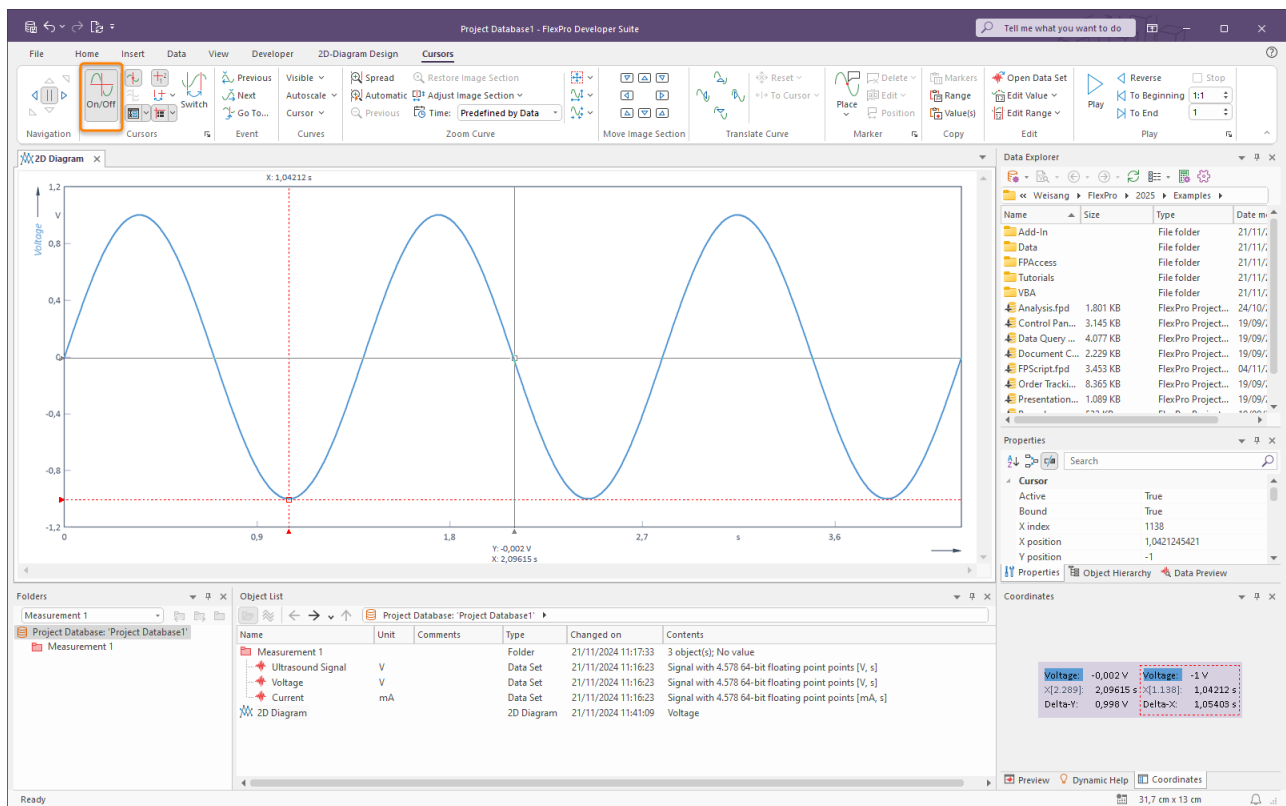 Project Database1 - FlexPro Developer Suite
Tell me what you want to do
File Home Insert Data View Developer 2D-Diagram Design Cursors
Previous Visible Spread Restore Image Section Reset Delete Markers Open Data Set Reverse Stop
On/Off Switch Next Autoscale Automatic Adjust Image Section To Cursor Place Edit Range Edit Value Play To Beginning 1:1
Go To... Cursor Previous Time: Predefined by Data Position Value(s) Edit Range To End 1
Navigation Cursors Event Curves Zoom Curve Move Image Section Translate Curve Marker Copy Edit Play
2D Diagram
X: 1,04212 s
1,2
V
Voltage
0,8
0,4
0
-0,4
-0,8
-1,2
0 0,9 1,8 2,7 s 3,6
Y: -0,002 V
X: 2,09615 s
Data Explorer
« Weisang FlexPro 2025 Examples
Name Size Type Date m
Add-In File folder 21/11/
Data File folder 21/11/
FPAccess File folder 21/11/
Tutorials File folder 21/11/
VBA File folder 21/11/
Analysis.fpd 1.801 KB FlexPro Project... 24/10/
Control Pan... 3.145 KB FlexPro Project... 19/09/
Data Query ... 4.077 KB FlexPro Project... 19/09/
Document C... 2.229 KB FlexPro Project... 19/09/
FPScript.fpd 3.453 KB FlexPro Project... 04/11/
Order Tracki... 8.365 KB FlexPro Project... 19/09/
Presentation... 1.089 KB FlexPro Project... 19/09/
Properties
Search
Cursor
Active True
Bound True
X index 1138
X position 1,0421245421
Y position -1
Properties Object Hierarchy Data Preview
Folders
Measurement 1
Project Database: 'Project Database1'
Measurement 1
Object List
Project Database: 'Project Database1'
Name Unit Comments Type Changed on Contents
Measurement 1 Folder 21/11/2024 11:17:33 3 object(s); No value
Ultrasound Signal V Data Set 21/11/2024 11:16:23 Signal with 4.578 64-bit floating point points [V, s]
Voltage V Data Set 21/11/2024 11:16:23 Signal with 4.578 64-bit floating point points [V, s]
Current mA Data Set 21/11/2024 11:16:23 Signal with 4.578 64-bit floating point points [mA, s]
2D Diagram 2D Diagram 21/11/2024 11:41:09 Voltage
Coordinates
Voltage: -0,002 V Voltage: -1 V
X[2.289]: 2,09615 s X[1.138]: 1,04212 s
Delta-Y: 0,998 V Delta-X: 1,05403 s
Preview Dynamic Help Coordinates
Ready
31,7 cm x 13 cm